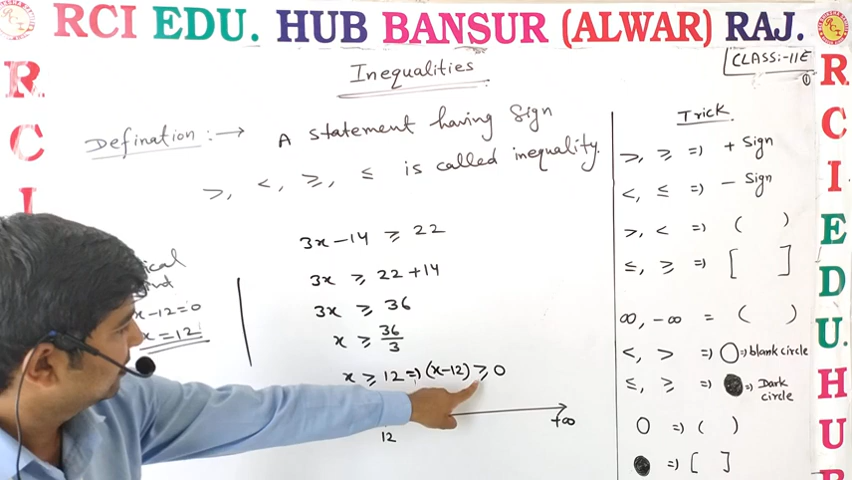 RCI EDU. HUB BANSUR (ALWAR) RAJ.
R
C
I
Inequalities
CLASS:-11E
①
Defination :→ A statement having Sign
>, <, ≥, ≤ is called inequality.
3x-14 ≥ 22
3x ≥ 22+14
3x ≥ 36
x ≥ 36/3
x ≥ 12 => (x-12) ≥ 0
12
+∞
x-12=0
x=12
Trick
>, ≥ => + Sign
<, ≤ => - Sign
>, < => ( )
≤, ≥ => [ ]
∞, -∞ = ( )
<, > => ○ => blank circle
≤, ≥ => ● => Dark circle
○ => ( )
● => [ ]
R
C
I
E
D
U.
H
U
B